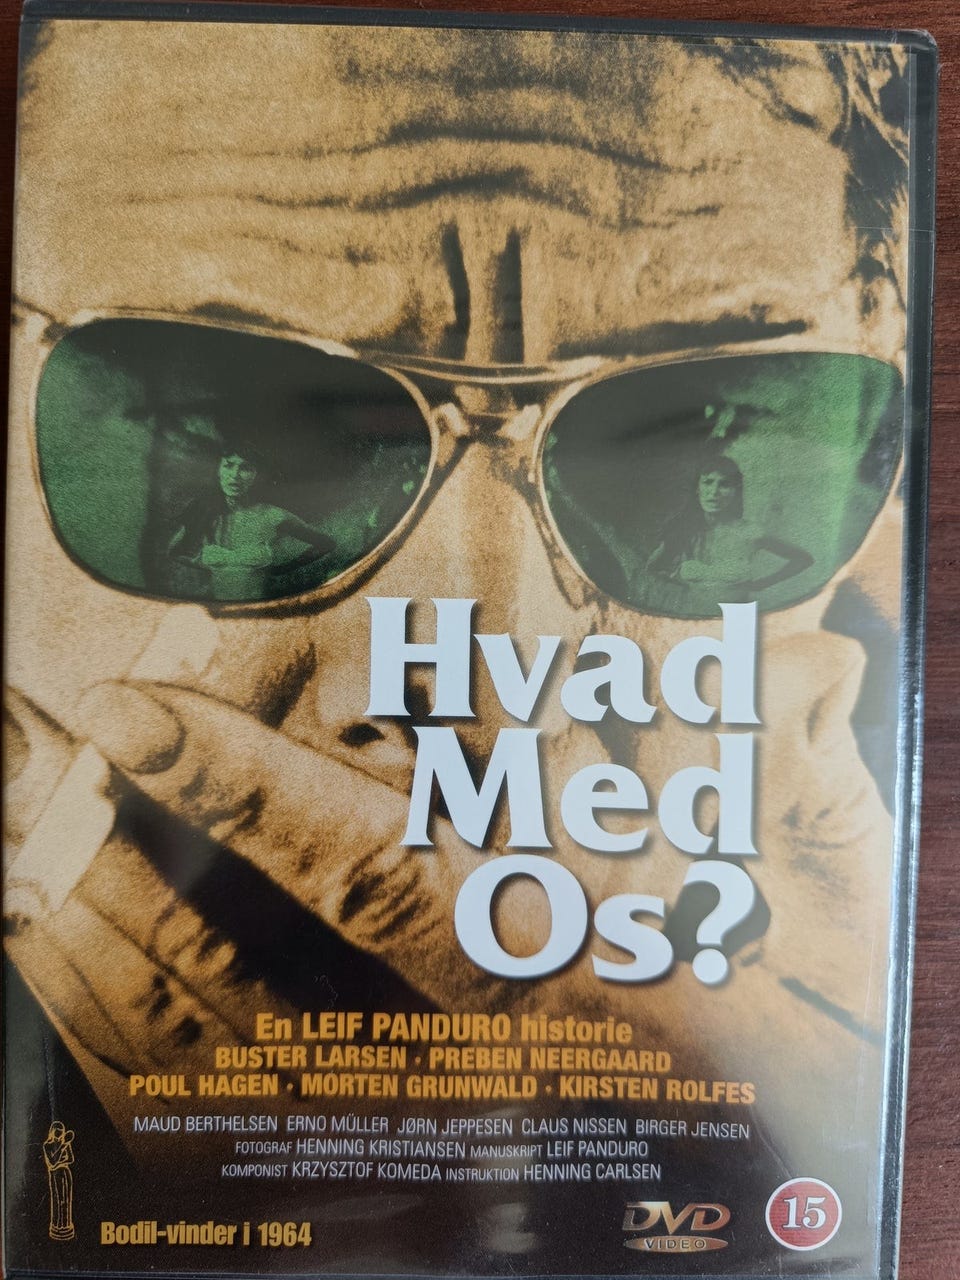 Hvad
Med
Os?
En LEIF PANDURO historie
BUSTER LARSEN · PREBEN NEERGAARD
POUL HAGEN · MORTEN GRUNWALD · KIRSTEN ROLFES
MAUD BERTHELSEN ERNO MÜLLER JØRN JEPPESEN CLAUS NISSEN BIRGER JENSEN
FOTOGRAF HENNING KRISTIANSEN MANUSKRIPT LEIF PANDURO
KOMPONIST KRZYSZTOF KOMEDA INSTRUKTION HENNING CARLSEN
Bodil-vinder i 1964
DVD
VIDEO
15